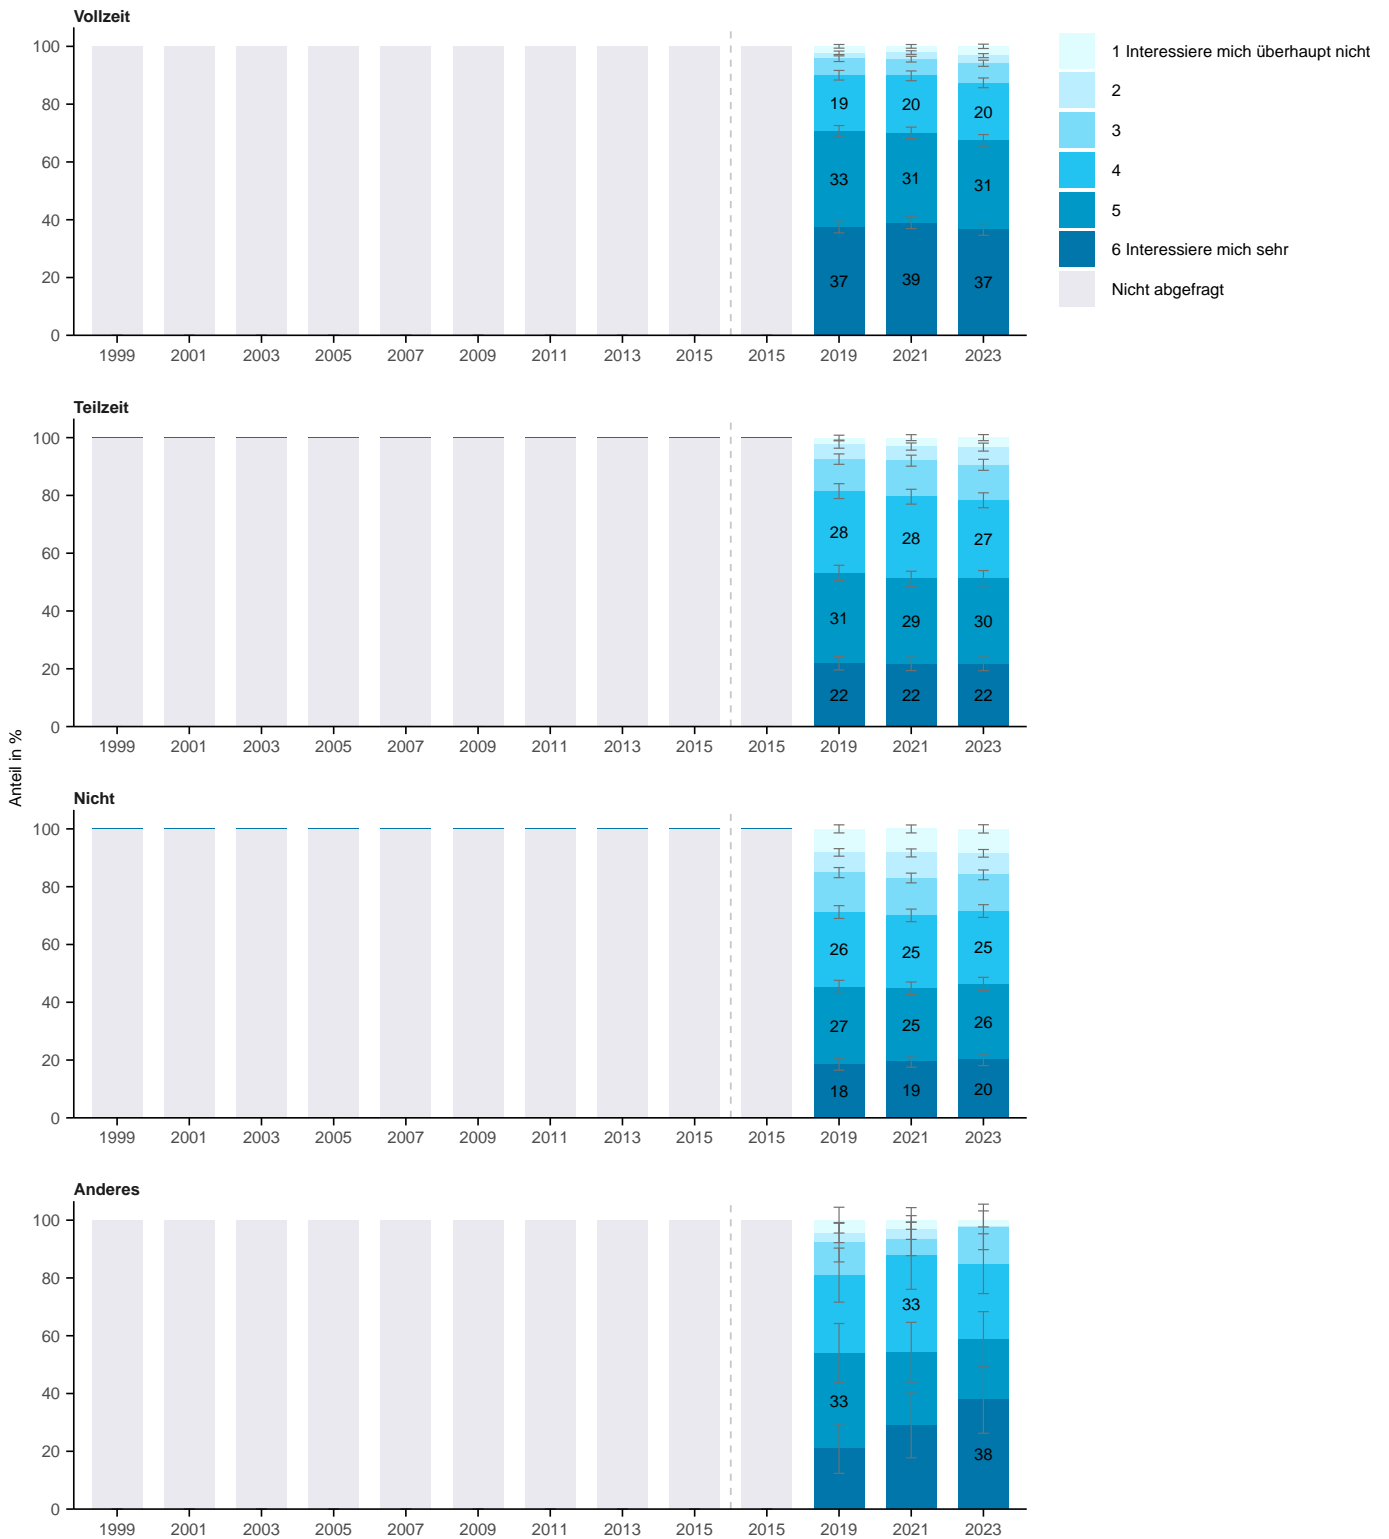 Vollzeit
100
80
60
40
20
0
19 20 20
33 31 31
37 39 37
1999 2001 2003 2005 2007 2009 2011 2013 2015 2015 2019 2021 2023
1 Interessiere mich überhaupt nicht
2
3
4
5
6 Interessiere mich sehr
Nicht abgefragt
Teilzeit
100
80
60
40
20
0
28 28 27
31 29 30
22 22 22
1999 2001 2003 2005 2007 2009 2011 2013 2015 2015 2019 2021 2023
Anteil in %
Nicht
100
80
60
40
20
0
26 25 25
27 25 26
18 19 20
1999 2001 2003 2005 2007 2009 2011 2013 2015 2015 2019 2021 2023
Anderes
100
80
60
40
20
0
33
33
38
1999 2001 2003 2005 2007 2009 2011 2013 2015 2015 2019 2021 2023